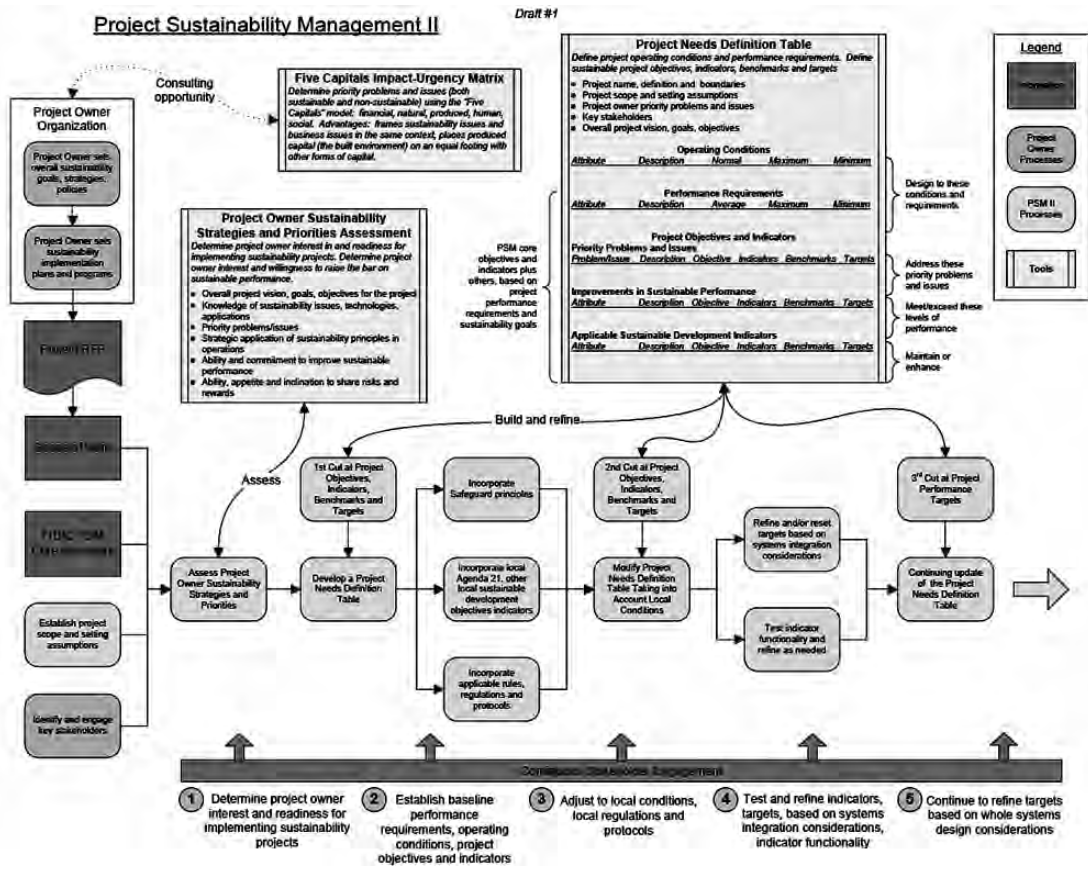 Project Sustainability Management II
Draft #1
Consulting
opportunity
Project Owner
Organization
Project Owner sets
overall sustainability
goals, strategies,
policies
Project Owner sets
sustainability
implementation
plans and programs
Project RFP
Establish project
scope and setting
assumptions
Identify and engage
key stakeholders
Five Capitals Impact-Urgency Matrix
Determine priority problems and issues (both
sustainable and non-sustainable) using the "Five
Capitals" model: financial, natural, produced, human,
social. Advantages: frames sustainability issues and
business issues in the same context, places produced
capital (the built environment) on an equal footing with
other forms of capital.
Project Owner Sustainability
Strategies and Priorities Assessment
Determine project owner interest in and readiness for
implementing sustainable projects. Determine project
owner interest and willingness to raise the bar on
sustainable performance.
Overall project vision, goals, objectives for the project
Knowledge of sustainability issues, technologies,
applications
Priority problems/issues
Strategic application of sustainability principles in
operations
Ability and commitment to improve sustainable
performance
Ability, appetite and inclination to share risks and
rewards
Project Needs Definition Table
Define project operating conditions and performance requirements. Define
sustainable project objectives, indicators, benchmarks and targets
Project name, definition and boundaries
Project scope and setting assumptions
Project owner priority problems and issues
Key stakeholders
Overall project vision, goals, objectives
Operating Conditions
Attribute Description Normal Maximum Minimum
Performance Requirements
Attribute Description Average Maximum Minimum
Project Objectives and Indicators
Priority Problems and Issues
Problem/Issue Description Objective Indicators Benchmarks Targets
Improvements in Sustainable Performance
Attribute Description Objective Indicators Benchmarks Targets
Applicable Sustainable Development Indicators
Attribute Description Objective Indicators Benchmarks Targets
PSM core
objectives and
indicators plus
others, based on
project
performance
requirements and
sustainability goals
Design to these
conditions and
requirements
Address these
priority problems
and issues
Meet/exceed these
levels of
performance
Maintain or
enhance
Legend
Project
Owner
Processes
PSM II
Processes
Tools
Build and refine
Assess
1st Cut at Project
Objectives,
Indicators,
Benchmarks and
Targets
Incorporate
Safeguard principles
2nd Cut at Project
Objectives,
Indicators,
Benchmarks and
Targets
3rd Cut at Project
Performance
Targets
Refine and/or reset
targets based on
systems integration
considerations
Assess Project
Owner Sustainability
Strategies and
Priorities
Develop a Project
Needs Definition
Table
Incorporate local
Agenda 21, other
local sustainable
development
objectives indicators
Modify Project
Needs Definition
Table Taking into
Account Local
Conditions
Continuing update
of the Project
Needs Definition
Table
Test indicator
functionality and
refine as needed
Incorporate
applicable rules,
regulations and
protocols
Continuous Stakeholder Engagement
1 Determine project owner
interest and readiness for
implementing sustainability
projects
2 Establish baseline
performance
requirements, operating
conditions, project
objectives and indicators
3 Adjust to local conditions,
local regulations and
protocols
4 Test and refine indicators,
targets, based on systems
integration considerations,
indicator functionality
5 Continue to refine targets
based on whole systems
design considerations